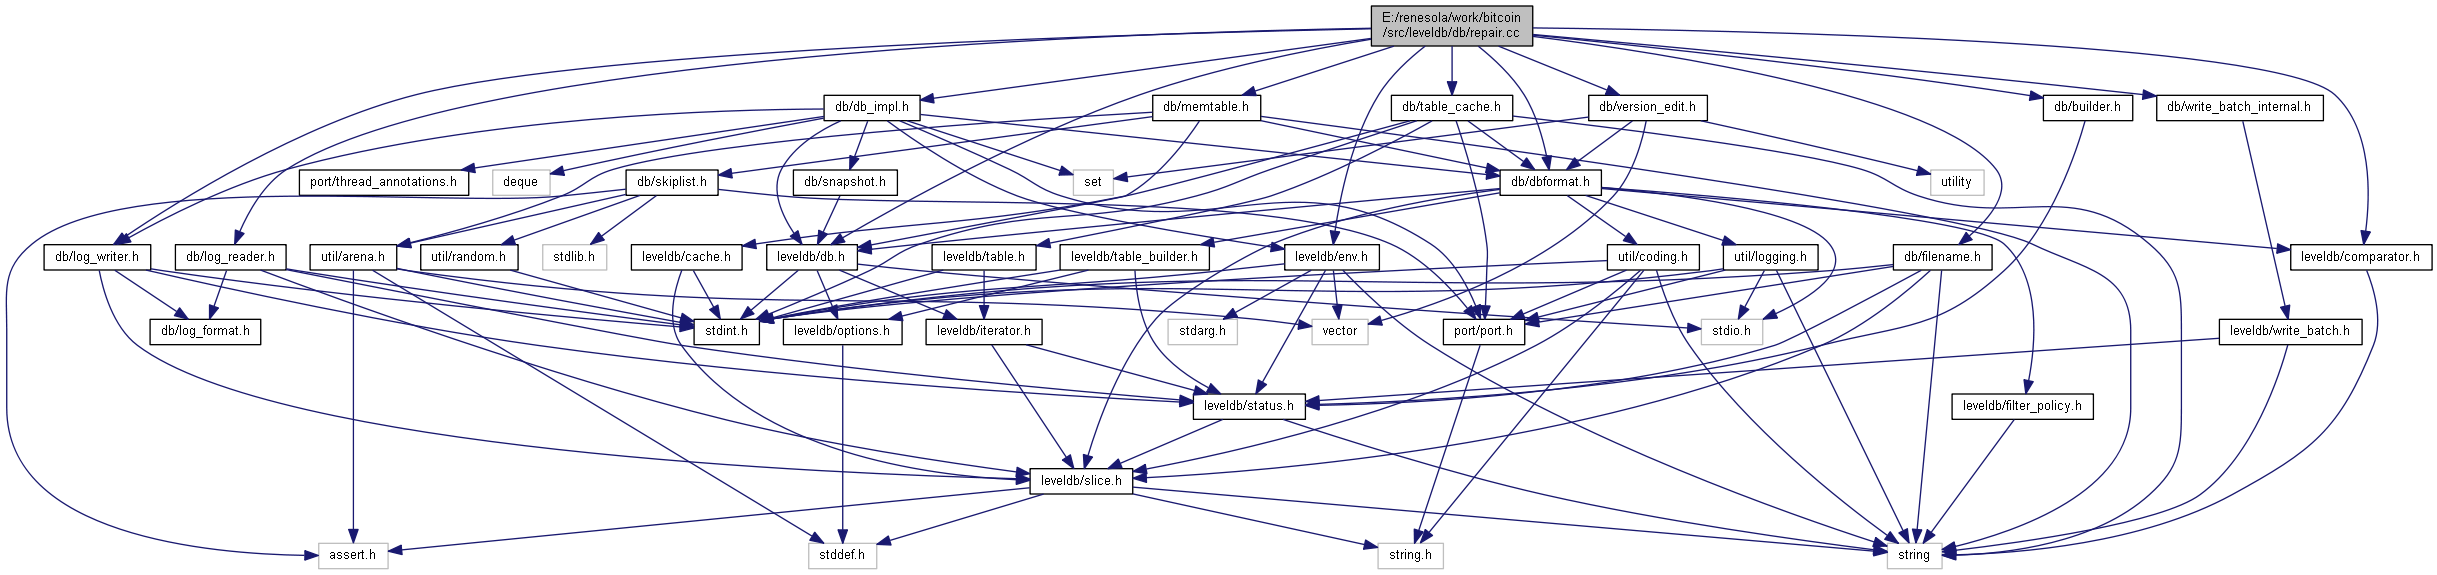 E:/renesola/work/bitcoin
/src/leveldb/db/repair.cc
db/db_impl.h
db/memtable.h
db/table_cache.h
db/version_edit.h
db/builder.h
db/write_batch_internal.h
port/thread_annotations.h
deque
db/skiplist.h
db/snapshot.h
set
db/dbformat.h
utility
db/log_writer.h
db/log_reader.h
util/arena.h
util/random.h
stdlib.h
leveldb/cache.h
leveldb/db.h
leveldb/table.h
leveldb/table_builder.h
leveldb/env.h
util/coding.h
util/logging.h
db/filename.h
leveldb/comparator.h
db/log_format.h
stdint.h
leveldb/options.h
leveldb/iterator.h
stdarg.h
vector
port/port.h
stdio.h
leveldb/write_batch.h
leveldb/status.h
leveldb/filter_policy.h
leveldb/slice.h
assert.h
stddef.h
string.h
string